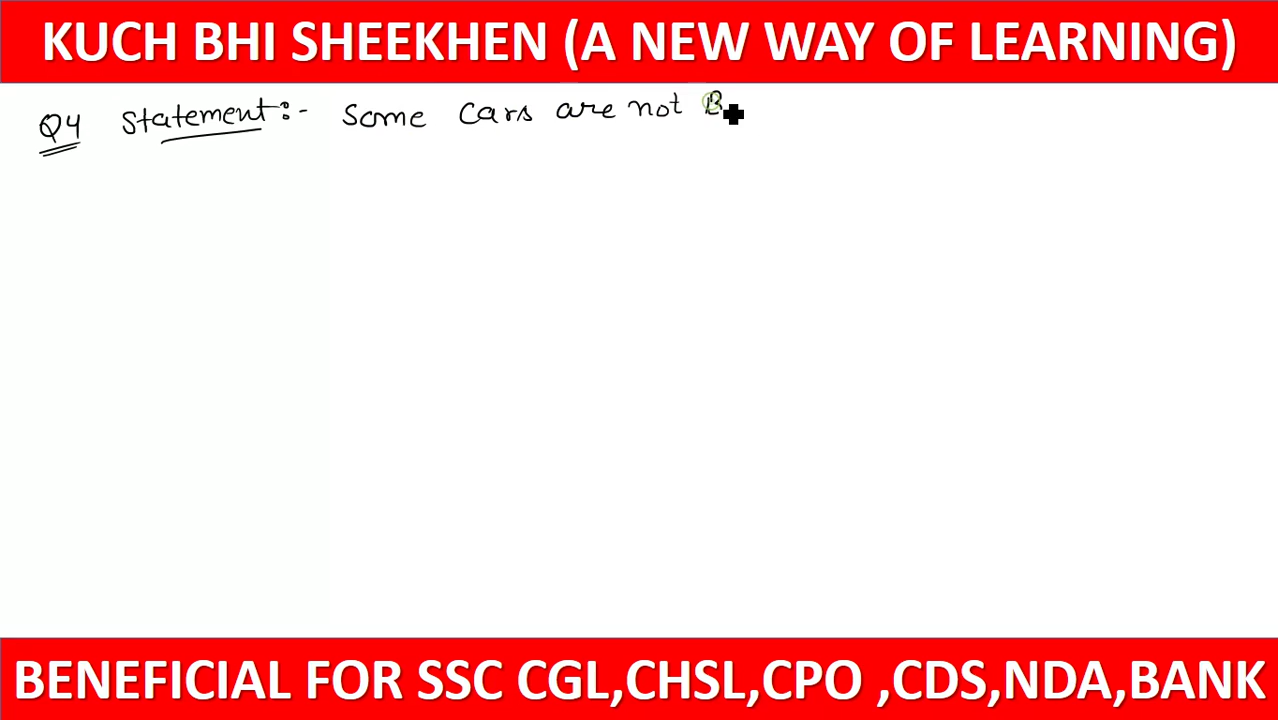 KUCH BHI SHEEKHEN (A NEW WAY OF LEARNING)
Q4 Statement:- Some cars are not B
BENEFICIAL FOR SSC CGL,CHSL,CPO ,CDS,NDA,BANK